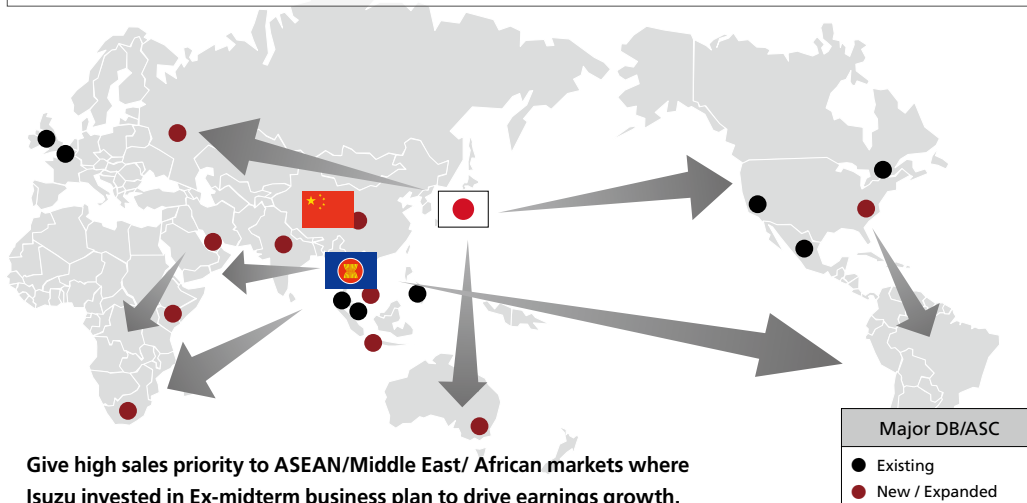 Give high sales priority to ASEAN/Middle East/ African markets where
Isuzu invested in Ex-midterm business plan to drive earnings growth.
Major DB/ASC
Existing
New / Expanded